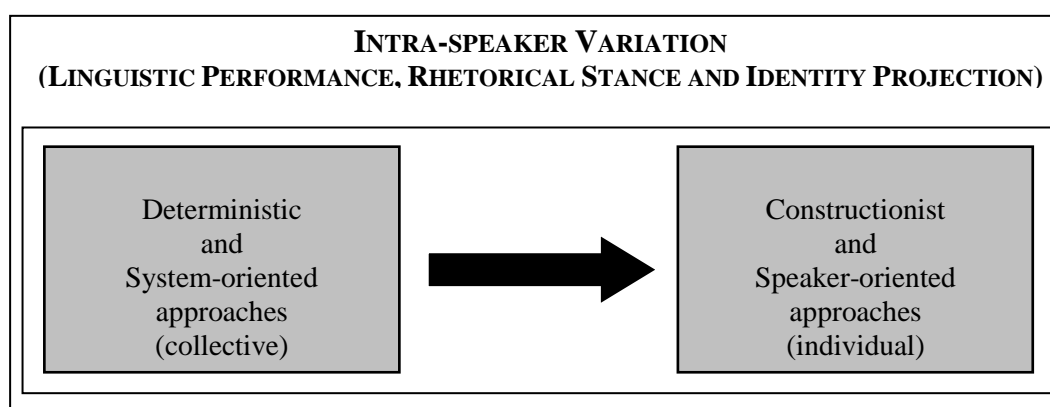 INTRA-SPEAKER VARIATION
(LINGUISTIC PERFORMANCE, RHETORICAL STANCE AND IDENTITY PROJECTION)
Deterministic
and
System-oriented
approaches
(collective)
Constructionist
and
Speaker-oriented
approaches
(individual)